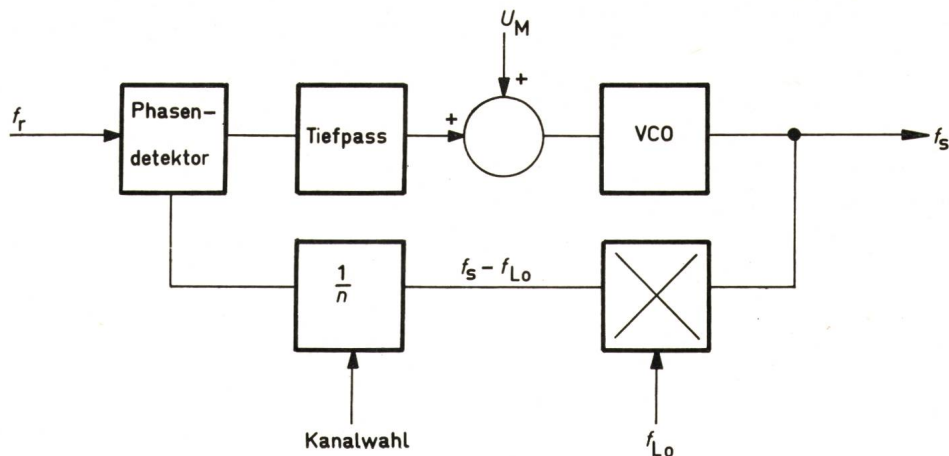 U_M
+
f_r
Phasen-
detektor
Tiefpass
+
VCO
f_s
1/n
f_s – f_Lo
Kanalwahl
f_Lo